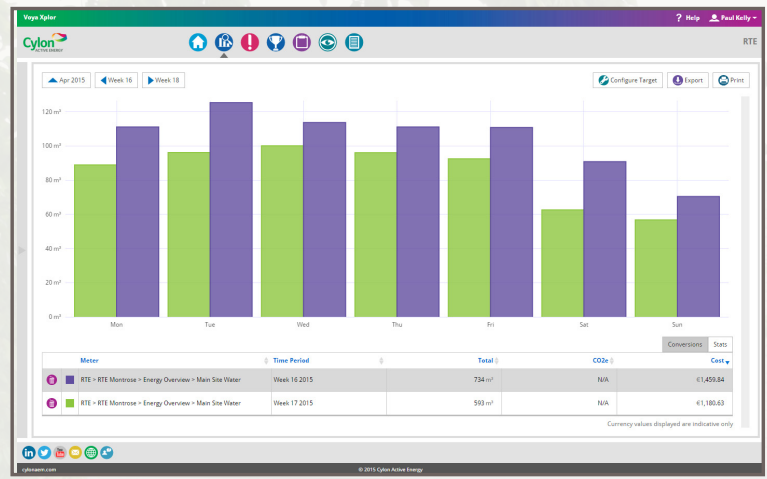 Voya Xplor
? Help Paul Kelly
Cylon
ACTIVE ENERGY
RTE
Apr 2015 Week 16 Week 18
Configure Target Export Print
120 m³
100 m³
80 m³
60 m³
40 m³
20 m³
0 m³
Mon Tue Wed Thu Fri Sat Sun
Conversions Stats
Meter Time Period Total CO2e Cost
RTE > RTE Montrose > Energy Overview > Main Site Water Week 16 2015 734 m³ N/A €1,459.84
RTE > RTE Montrose > Energy Overview > Main Site Water Week 17 2015 593 m³ N/A €1,180.63
Currency values displayed are indicative only
in
cylonaem.com © 2015 Cylon Active Energy